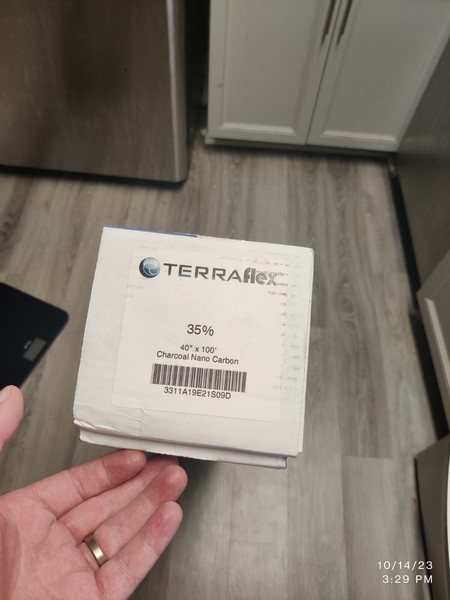 TERRAflex
35%
40" x 100'
Charcoal Nano Carbon
3311A19E21S09D
10/14/23
3:29 PM